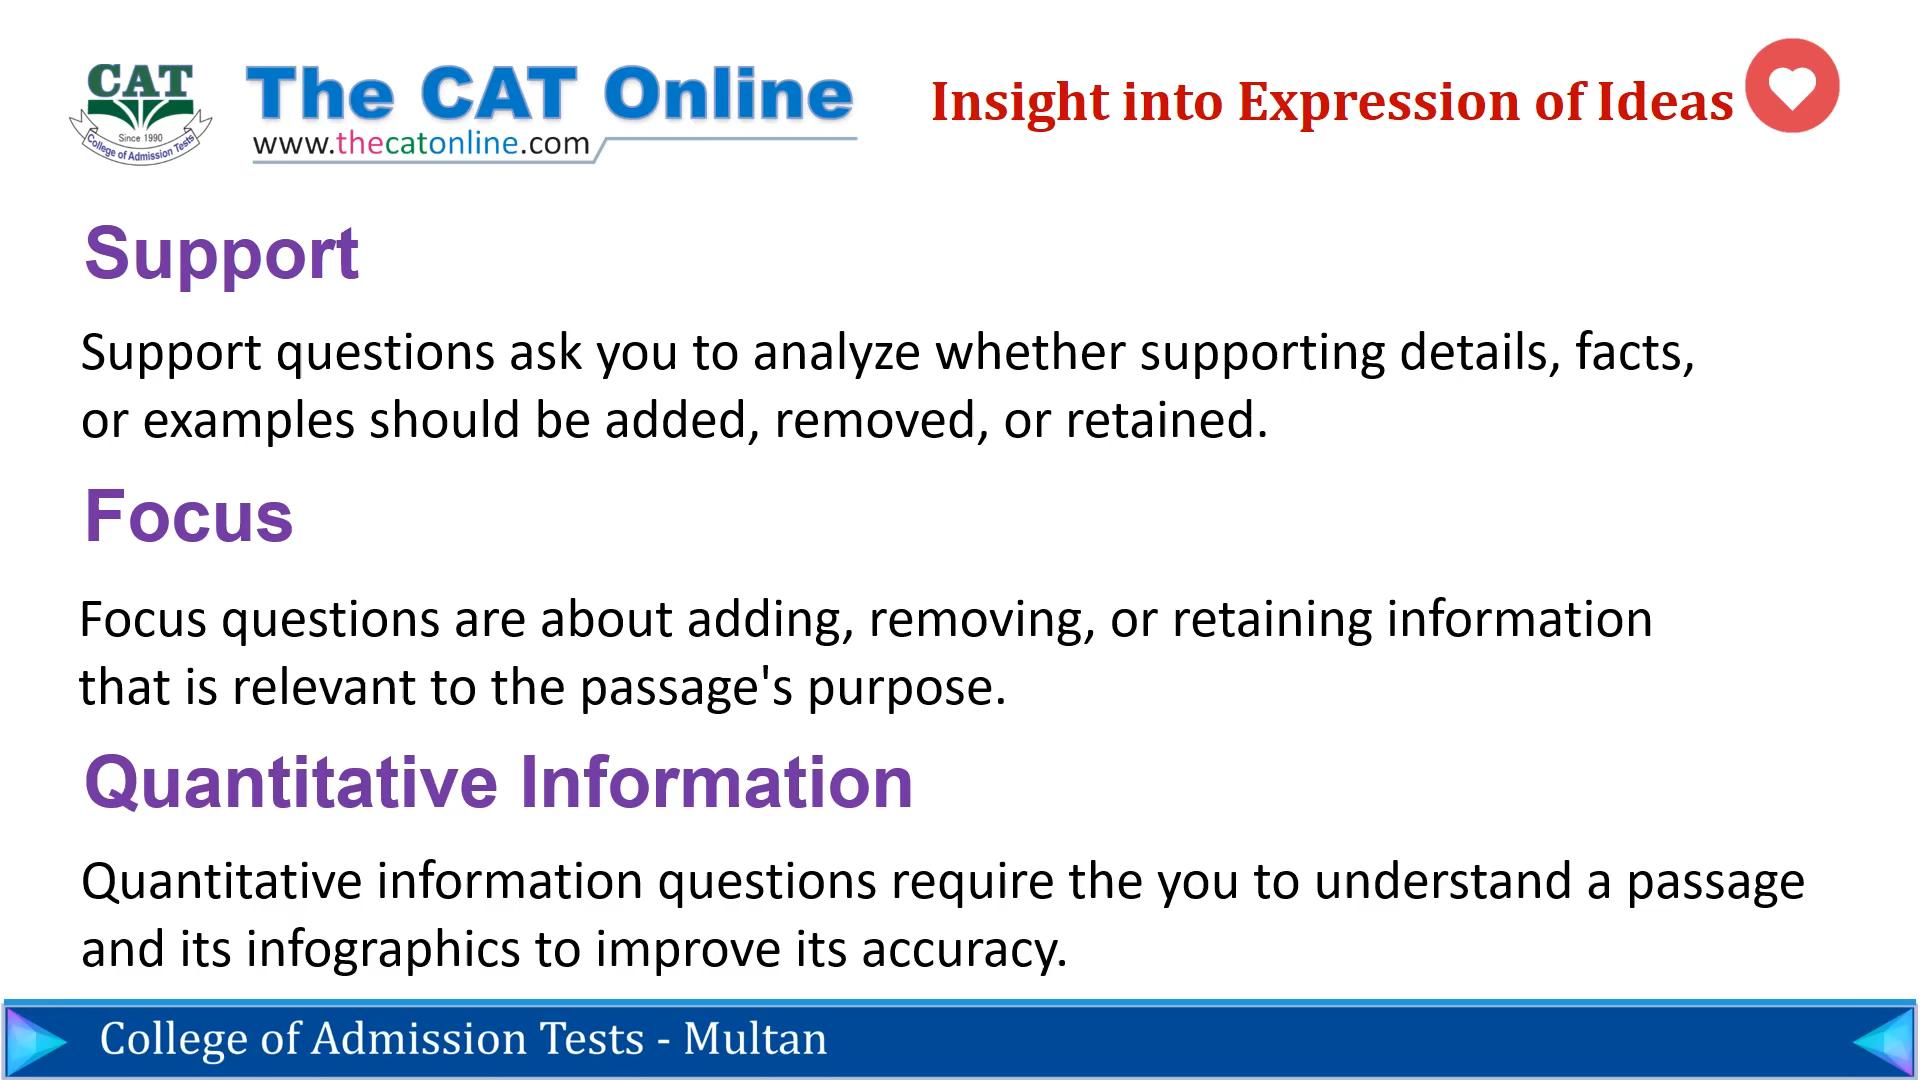 CAT
Since 1990
College of Admission Tests
The CAT Online
www.thecatonline.com
Insight into Expression of Ideas
Support
Support questions ask you to analyze whether supporting details, facts,
or examples should be added, removed, or retained.
Focus
Focus questions are about adding, removing, or retaining information
that is relevant to the passage's purpose.
Quantitative Information
Quantitative information questions require the you to understand a passage
and its infographics to improve its accuracy.
College of Admission Tests - Multan